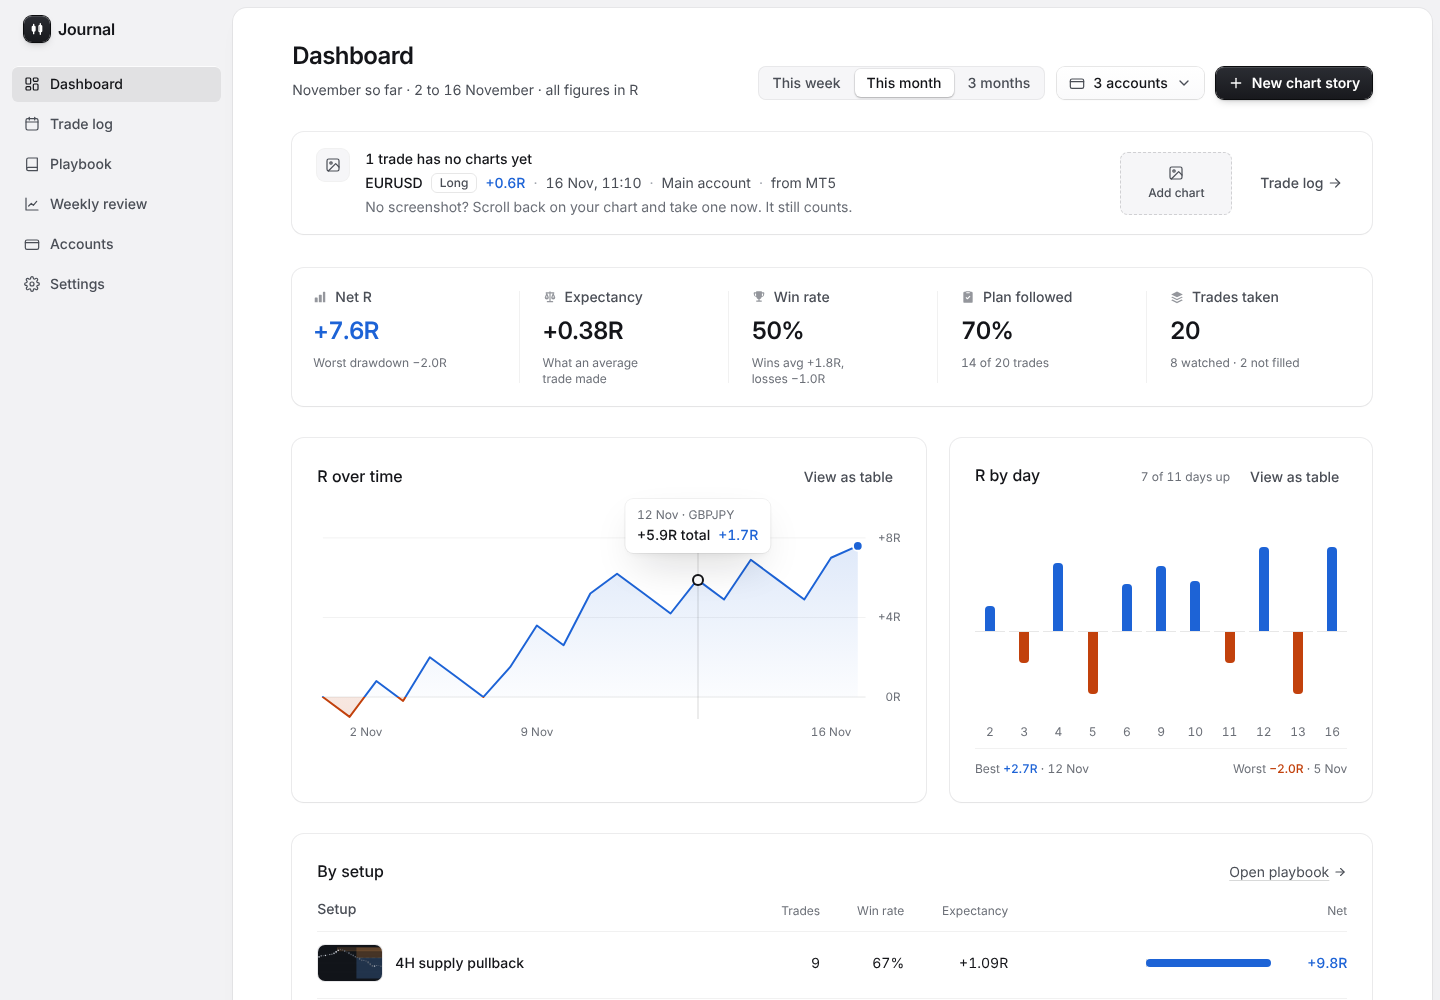 Journal
Dashboard
Trade log
Playbook
Weekly review
Accounts
Settings
Dashboard
November so far · 2 to 16 November · all figures in R
This week
This month
3 months
3 accounts
New chart story
1 trade has no charts yet
EURUSD Long +0.6R · 16 Nov, 11:10 · Main account · from MT5
No screenshot? Scroll back on your chart and take one now. It still counts.
Add chart
Trade log →
Net R
+7.6R
Worst drawdown −2.0R
Expectancy
+0.38R
What an average
trade made
Win rate
50%
Wins avg +1.8R,
losses −1.0R
Plan followed
70%
14 of 20 trades
Trades taken
20
8 watched · 2 not filled
R over time
View as table
12 Nov · GBPJPY
+5.9R total +1.7R
+8R
+4R
0R
2 Nov 9 Nov 16 Nov
R by day
7 of 11 days up
View as table
2 3 4 5 6 9 10 11 12 13 16
Best +2.7R · 12 Nov
Worst −2.0R · 5 Nov
By setup
Open playbook →
Setup Trades Win rate Expectancy Net
4H supply pullback 9 67% +1.09R +9.8R